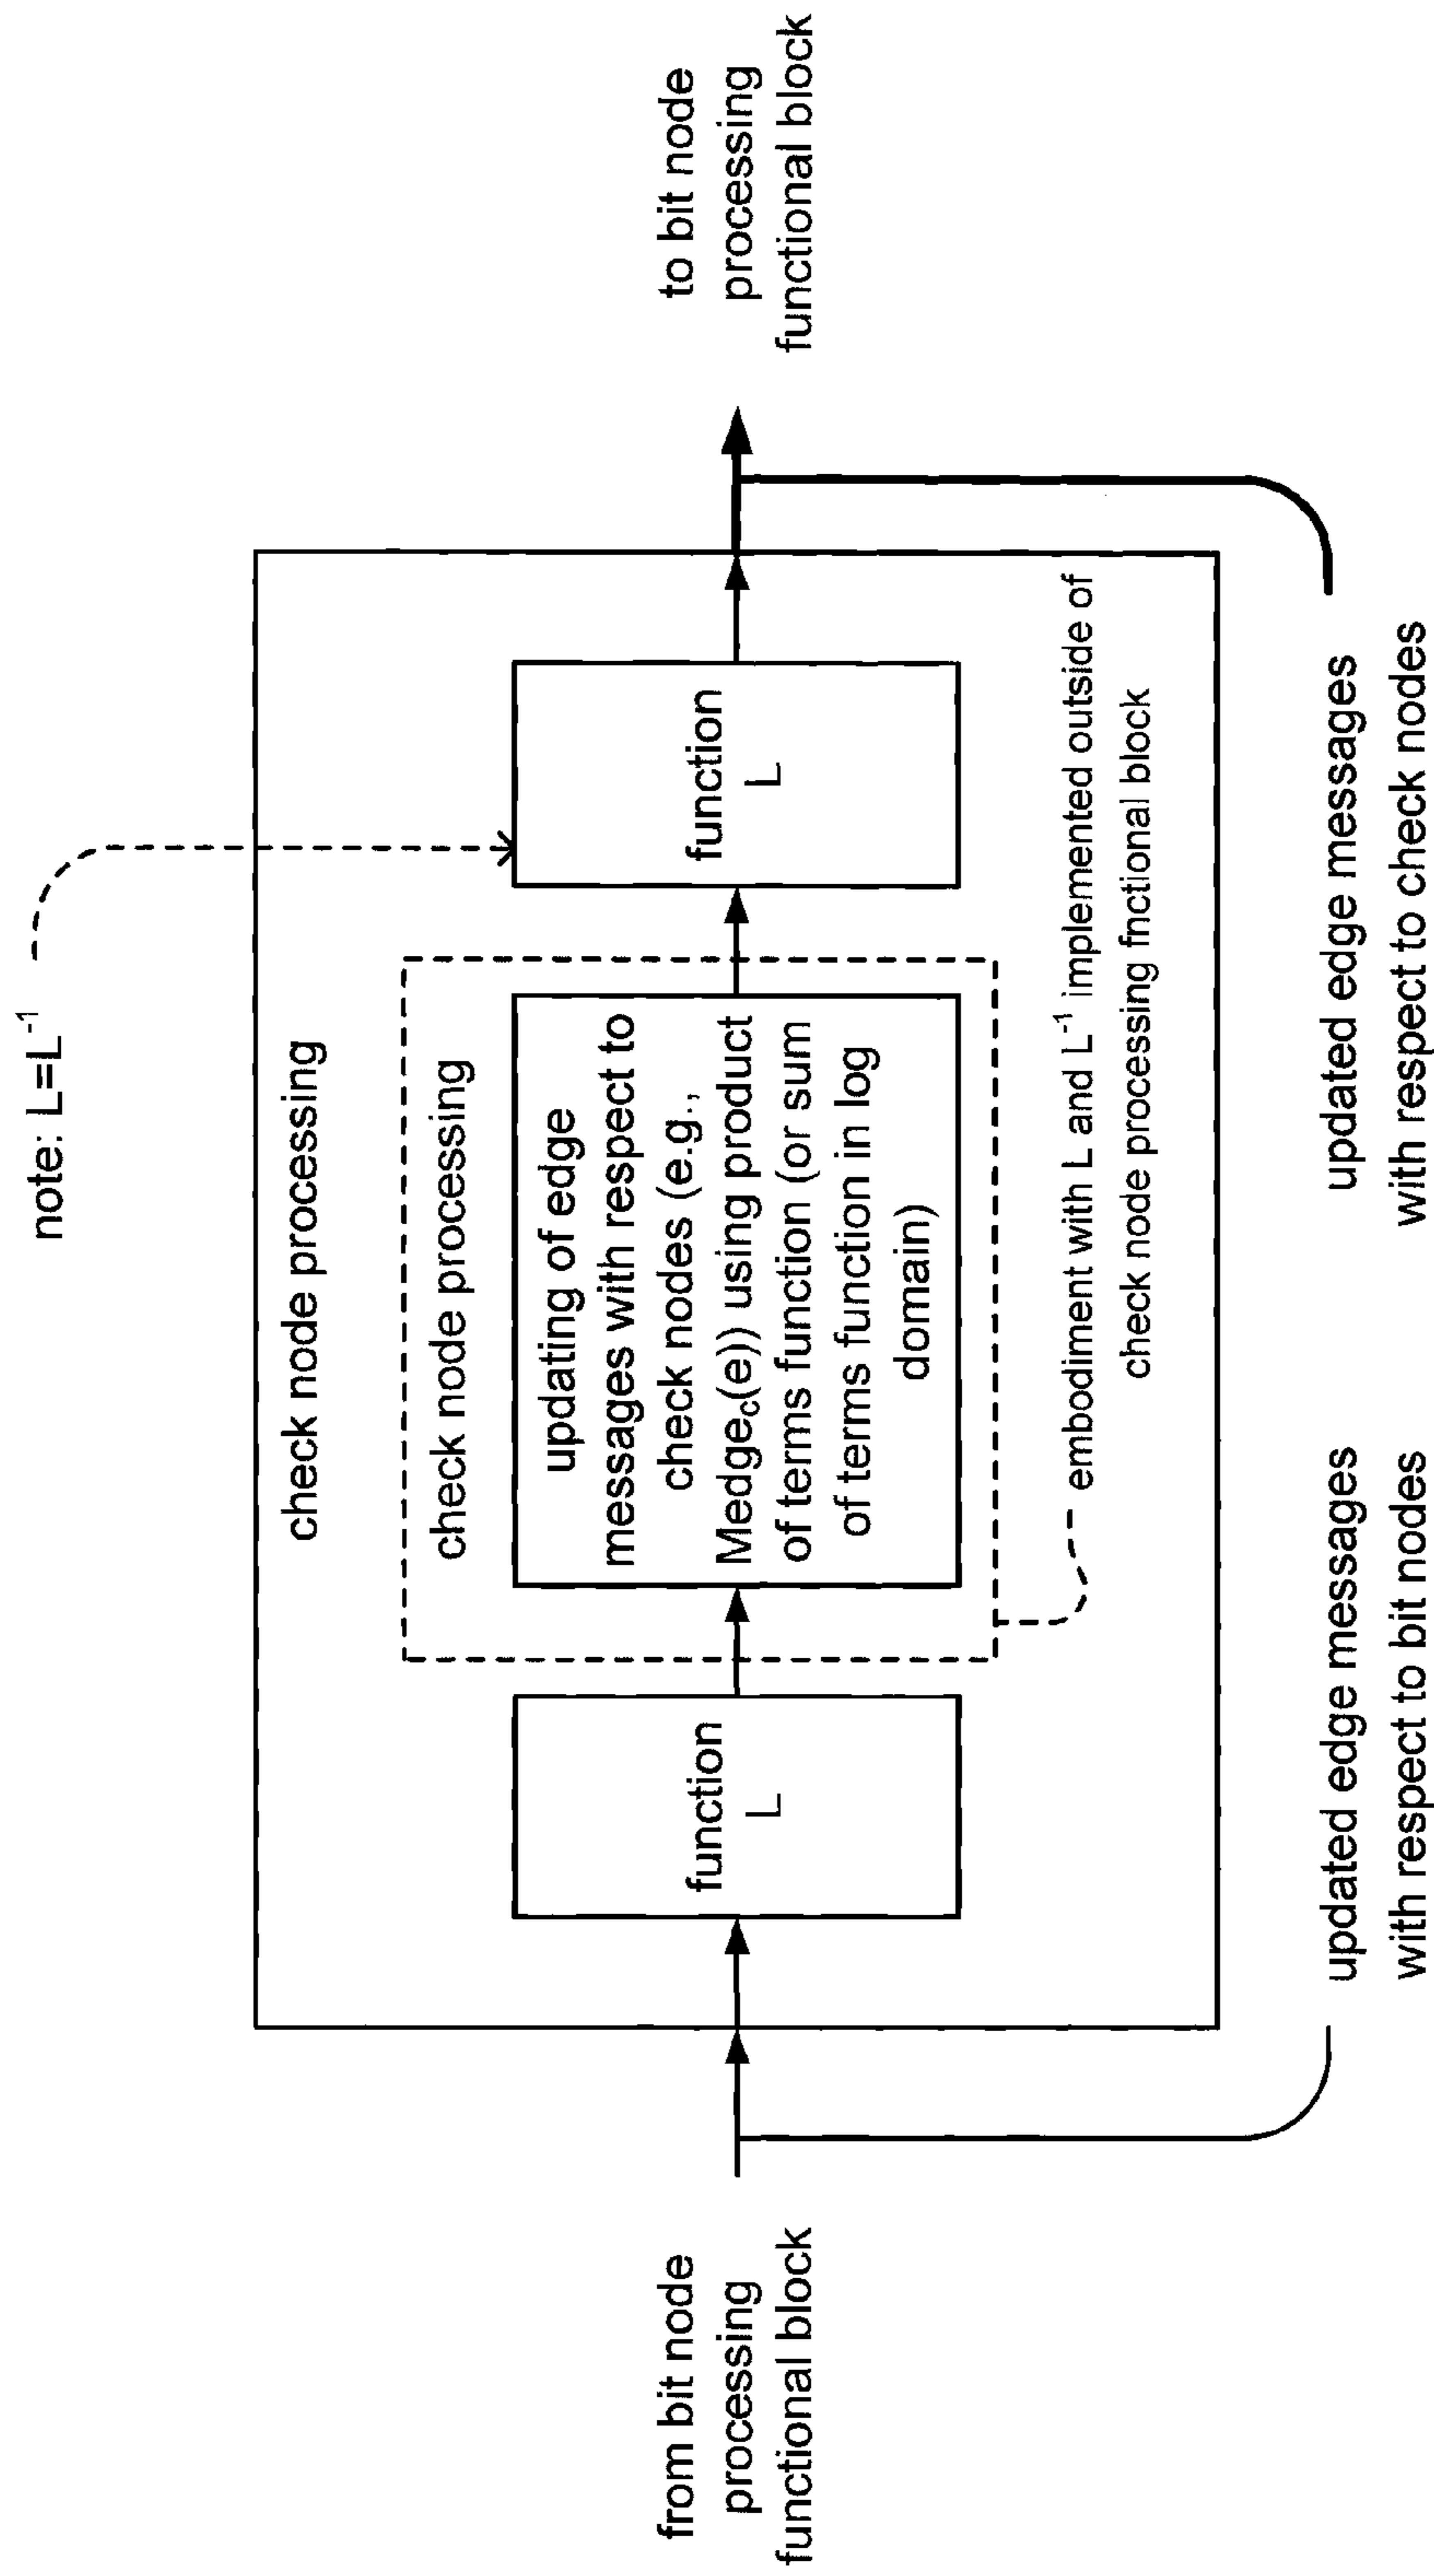 note: L=L⁻¹
check node processing
check node processing
from bit node
processing
functional block
function
L
updating of edge
messages with respect to
check nodes (e.g.,
Medge_c(e)) using product
of terms function (or sum
of terms function in log
domain)
function
L
to bit node
processing
functional block
embodiment with L and L⁻¹ implemented outside of
check node processing fnctional block
updated edge messages
with respect to bit nodes
updated edge messages
with respect to check nodes